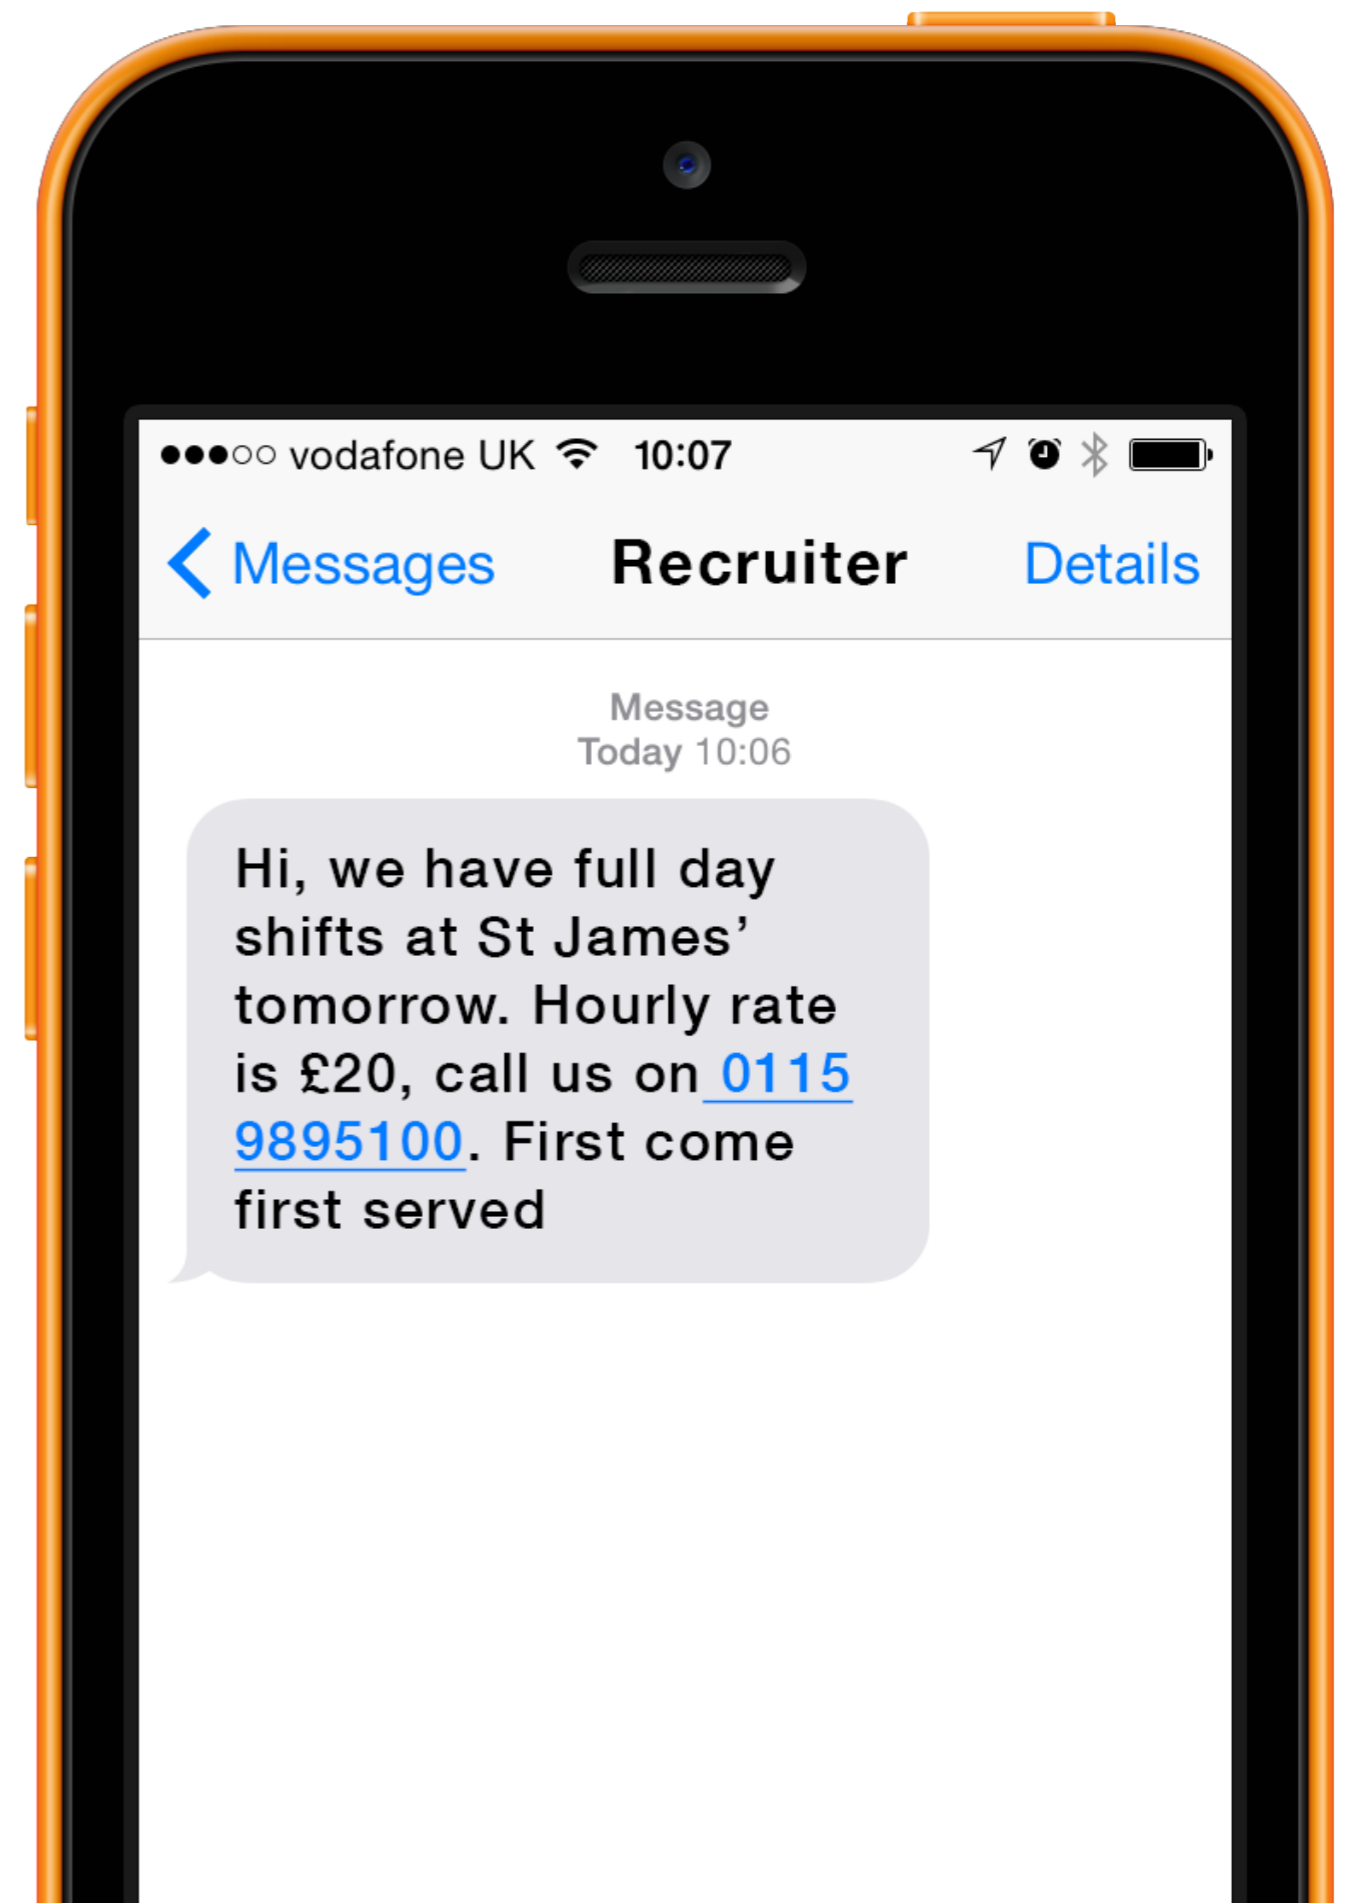 vodafone UK 10:07
Messages Recruiter Details
Message
Today 10:06
Hi, we have full day
shifts at St James’
tomorrow. Hourly rate
is £20, call us on 0115
9895100. First come
first served